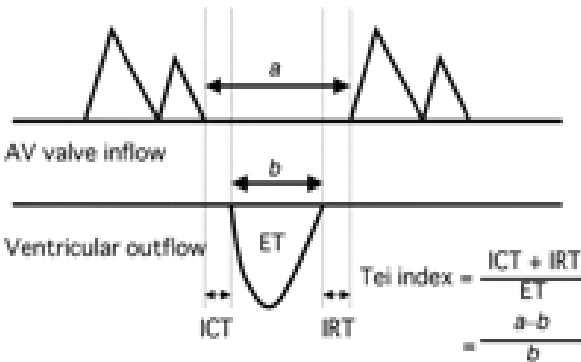 a
AV valve inflow
b
Ventricular outflow
ET
ICT
IRT
Tei index = ICT + IRT
ET
= a–b
b